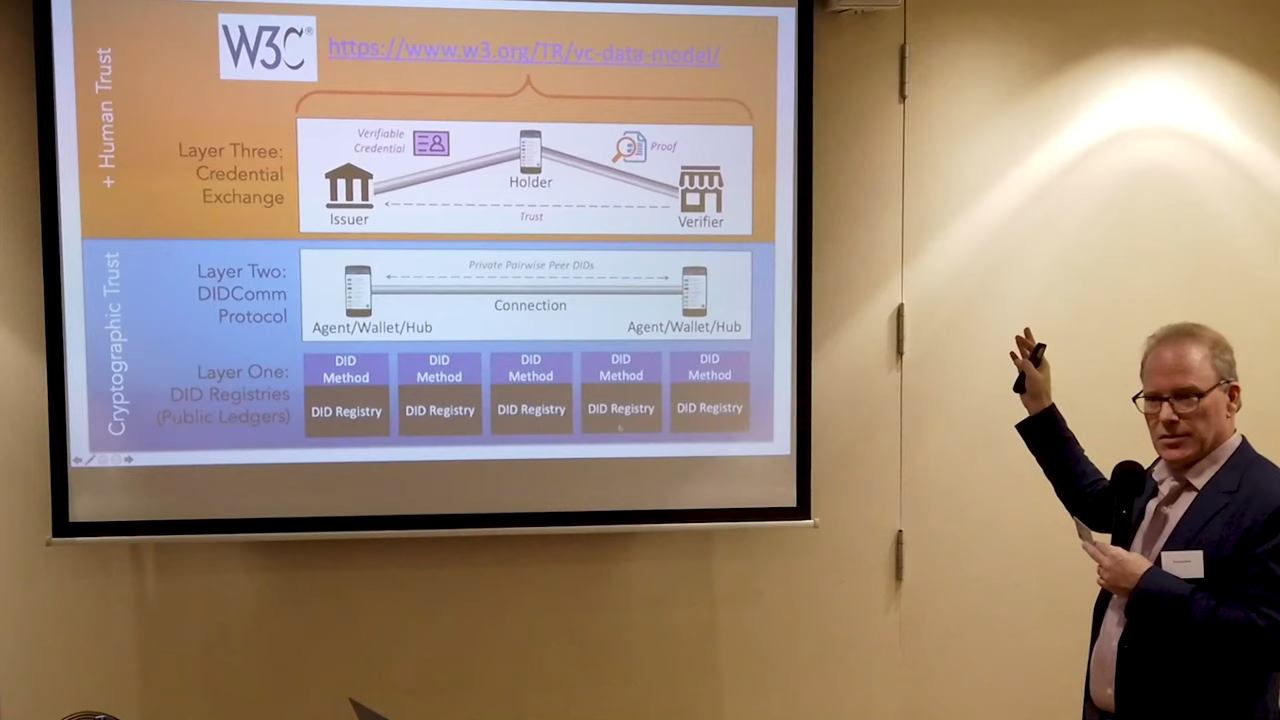 W3C®
https://www.w3.org/TR/vc-data-model/
+ Human Trust
Layer Three:
Credential
Exchange
Verifiable
Credential
Proof
Holder
Issuer
Trust
Verifier
Cryptographic Trust
Layer Two:
DIDComm
Protocol
Private Pairwise Peer DIDs
Connection
Agent/Wallet/Hub
Agent/Wallet/Hub
Layer One:
DID Registries
(Public Ledgers)
DID
Method
DID
Method
DID
Method
DID
Method
DID
Method
DID Registry
DID Registry
DID Registry
DID Registry
DID Registry